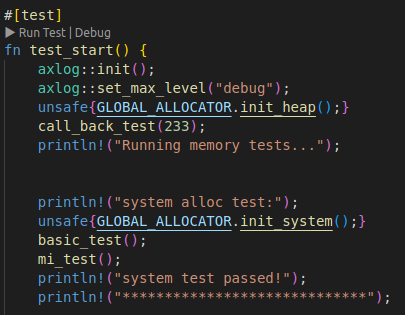 #[test]
▶ Run Test | Debug
fn test_start() {
    axlog::init();
    axlog::set_max_level("debug");
    unsafe{GLOBAL_ALLOCATOR.init_heap();}
    call_back_test(233);
    println!("Running memory tests...");
    println!("system alloc test:");
    unsafe{GLOBAL_ALLOCATOR.init_system();}
    basic_test();
    mi_test();
    println!("system test passed!");
    println!("*****************************");